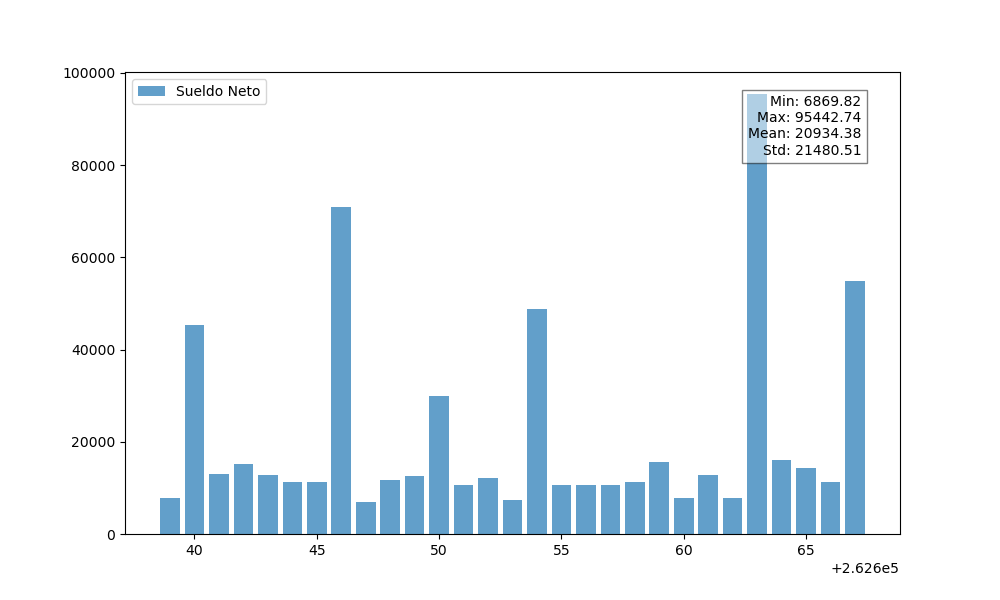 100000
80000
60000
40000
20000
0
Sueldo Neto
Min: 6869.82
Max: 95442.74
Mean: 20934.38
Std: 21480.51
40 45 50 55 60 65
+2.626e5